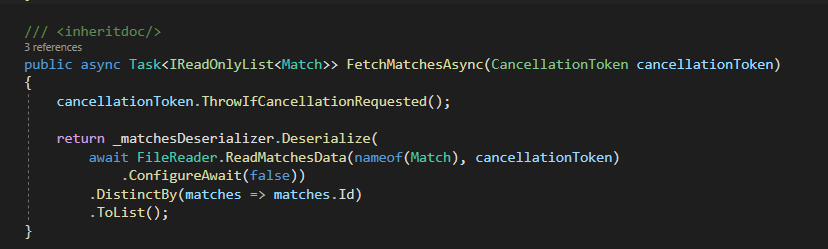 /// <inheritdoc/>
3 references
public async Task<IReadOnlyList<Match>> FetchMatchesAsync(CancellationToken cancellationToken)
{
cancellationToken.ThrowIfCancellationRequested();
return _matchesDeserializer.Deserialize(
await FileReader.ReadMatchesData(nameof(Match), cancellationToken)
.ConfigureAwait(false))
.DistinctBy(matches => matches.Id)
.ToList();
}